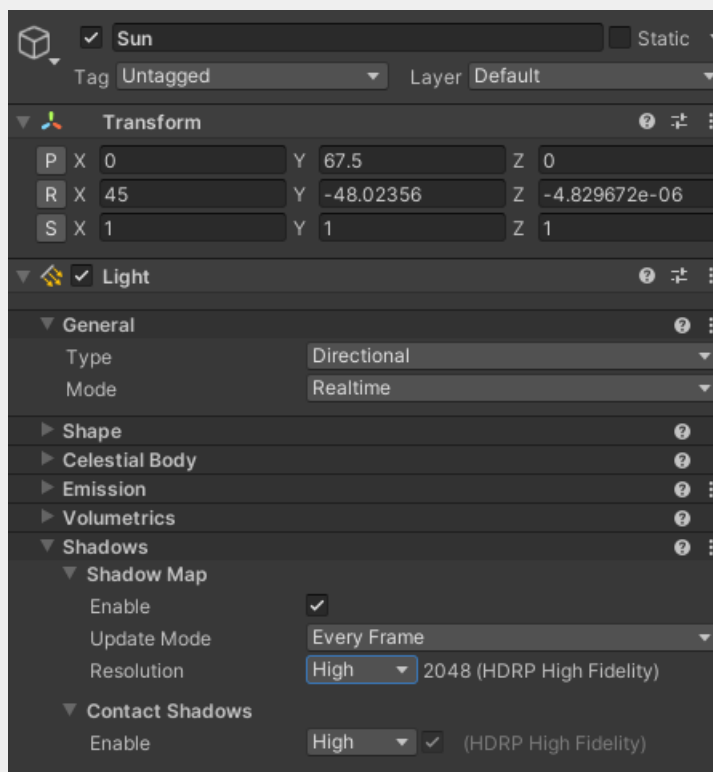 Sun Static
Tag Untagged Layer Default
Transform
P X 0 Y 67.5 Z 0
R X 45 Y -48.02356 Z -4.829672e-06
S X 1 Y 1 Z 1
Light
General
Type Directional
Mode Realtime
Shape
Celestial Body
Emission
Volumetrics
Shadows
Shadow Map
Enable
Update Mode Every Frame
Resolution High 2048 (HDRP High Fidelity)
Contact Shadows
Enable High (HDRP High Fidelity)